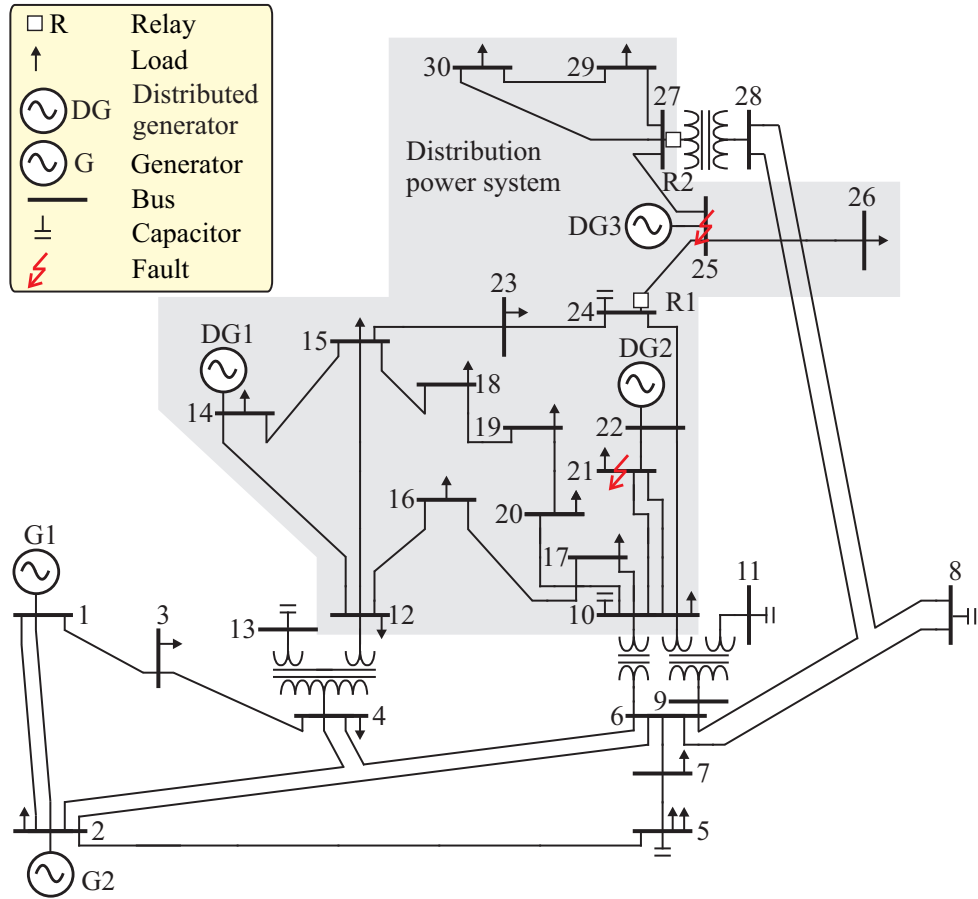 R Relay
Load
DG Distributed
generator
G Generator
Bus
Capacitor
Fault
30
29
27
28
Distribution
power system
R2
26
DG3
25
23
24
R1
DG1
15
DG2
14
18
19
22
21
16
20
17
G1
11
8
1
3
13
12
10
9
4
6
7
2
5
G2